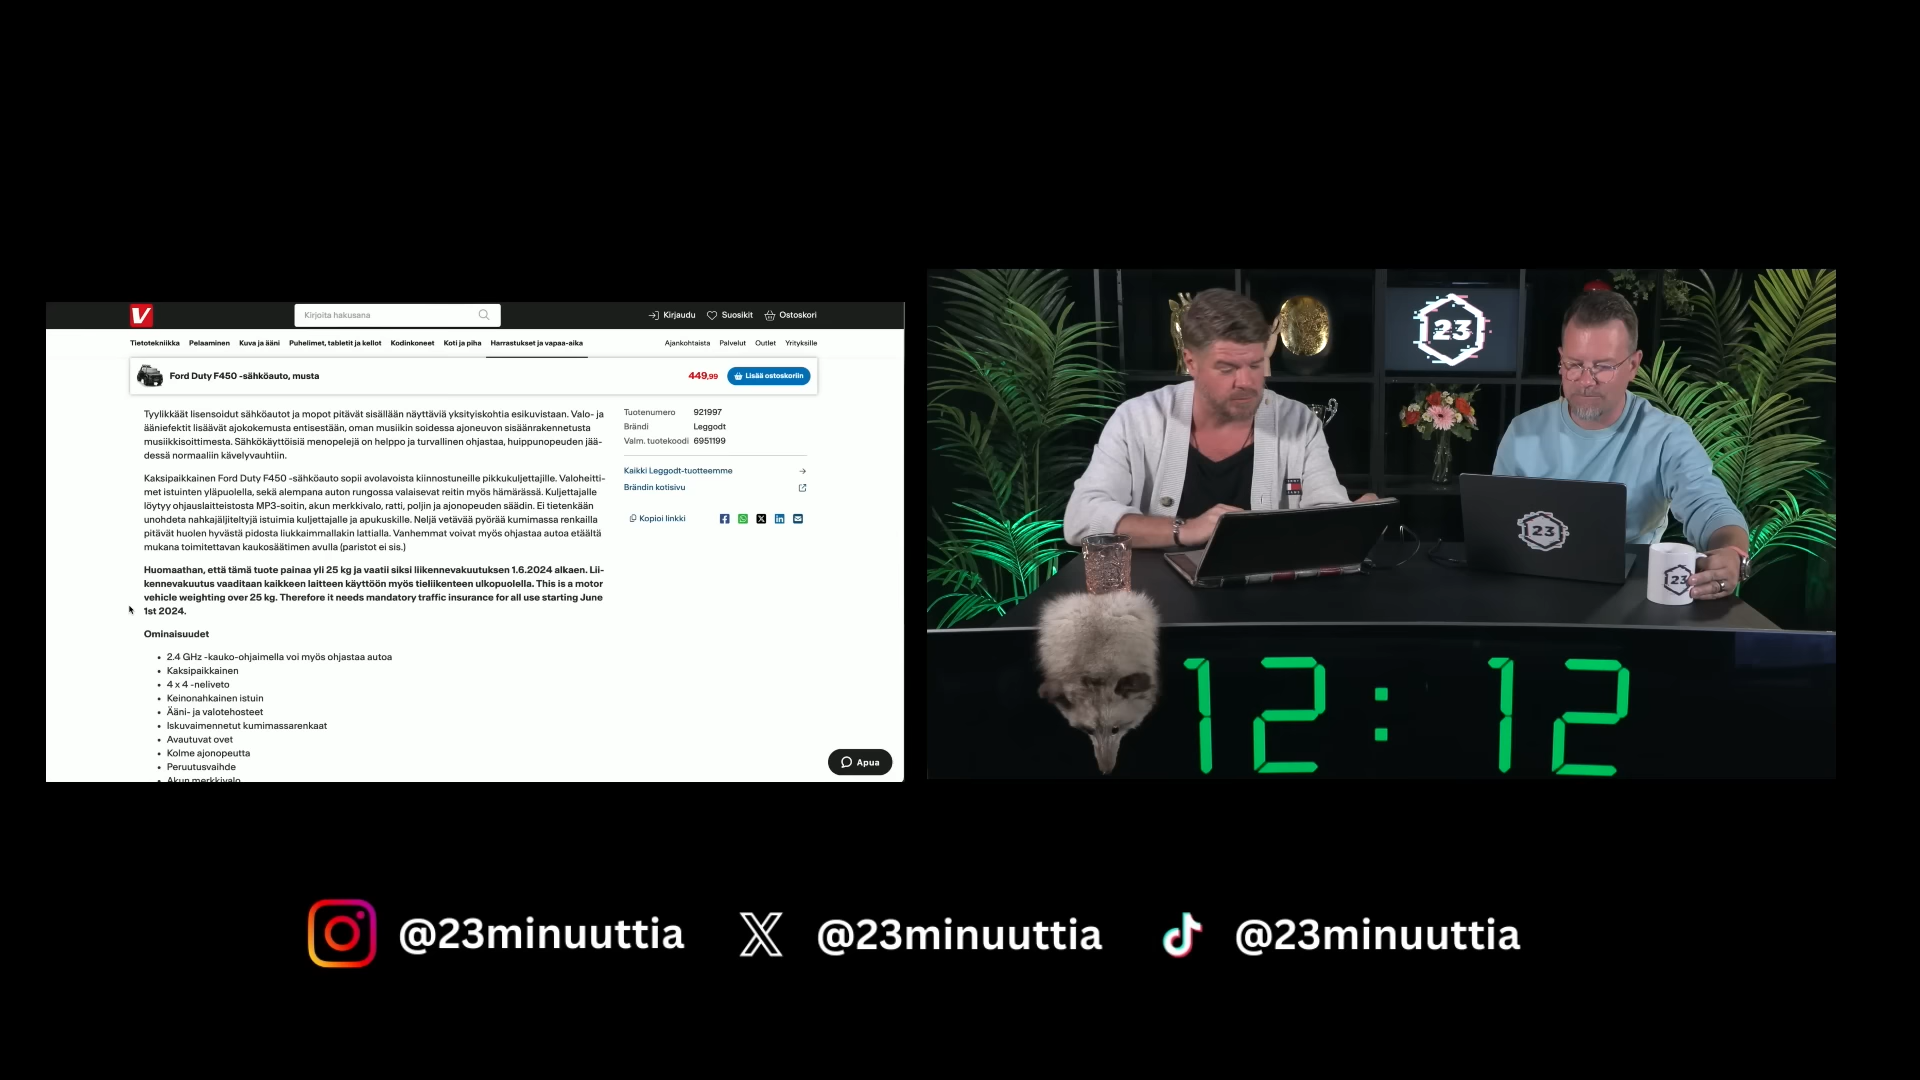 V
Kirjoita hakusana
Kirjaudu
Suosikit
Ostoskori
Tietotekniikka Pelaaminen Kuva ja ääni Puhelimet, tabletit ja kellot Kodinkoneet Koti ja piha Harrastukset ja vapaa-aika
Ajankohtaista Palvelut Outlet Yrityksille
Ford Duty F450 -sähköauto, musta
449,99
Lisää ostoskoriin
Tyylikkäät lisensoidut sähköautot ja mopot pitävät sisällään näyttäviä yksityiskohtia esikuvistaan. Valo- ja
ääniefektit lisäävät ajokokemusta entisestään, oman musiikin soidessa ajoneuvon sisäänrakennetusta
musiikkisoittimesta. Sähkökäyttöisiä menopelejä on helppo ja turvallinen ohjastaa, huippunopeuden jää-
dessä normaaliin kävelyvauhtiin.
Kaksipaikkainen Ford Duty F450 -sähköauto sopii avolavoista kiinnostuneille pikkukuljettajille. Valoheitti-
met istuinten yläpuolella, sekä alempana auton rungossa valaisevat reitin myös hämärässä. Kuljettajalle
löytyy ohjauslaitteistosta MP3-soitin, akun merkkivalo, ratti, poljin ja ajonopeuden säädin. Ei tietenkään
unohdeta nahkajäljiteltyjä istuimia kuljettajalle ja apukuskille. Neljä vetävää pyörää kumimassa renkailla
pitävät huolen hyvästä pidosta liukkaimmallakin lattialla. Vanhemmat voivat myös ohjastaa autoa etäältä
mukana toimitettavan kaukosäätimen avulla (paristot ei sis.)
Huomaathan, että tämä tuote painaa yli 25 kg ja vaatii siksi liikennevakuutuksen 1.6.2024 alkaen. Lii-
kennevakuutus vaaditaan kaikkeen laitteen käyttöön myös tieliikenteen ulkopuolella. This is a motor
vehicle weighting over 25 kg. Therefore it needs mandatory traffic insurance for all use starting June
1st 2024.
Ominaisuudet
• 2.4 GHz -kauko-ohjaimella voi myös ohjastaa autoa
• Kaksipaikkainen
• 4 x 4 -neliveto
• Keinonahkainen istuin
• Ääni- ja valotehosteet
• Iskuvaimennetut kumimassarenkaat
• Avautuvat ovet
• Kolme ajonopeutta
• Peruutusvaihde
• Akun merkkivalo
Tuotenumero 921997
Brändi Leggodt
Valm. tuotekoodi 6951199
Kaikki Leggodt-tuotteemme
Brändin kotisivu
Kopioi linkki
Apua
23
23
23
12:12
@23minuuttia
@23minuuttia
@23minuuttia